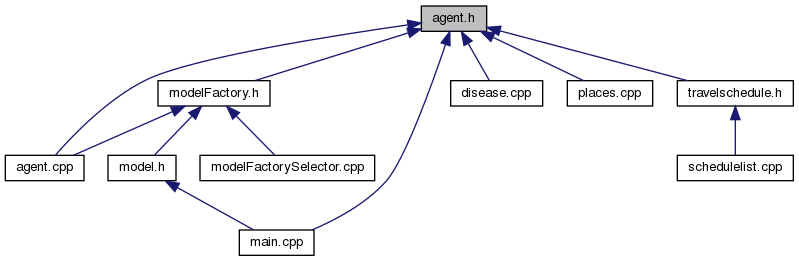 agent.h
modelFactory.h
disease.cpp
places.cpp
travelschedule.h
agent.cpp
model.h
modelFactorySelector.cpp
schedulelist.cpp
main.cpp